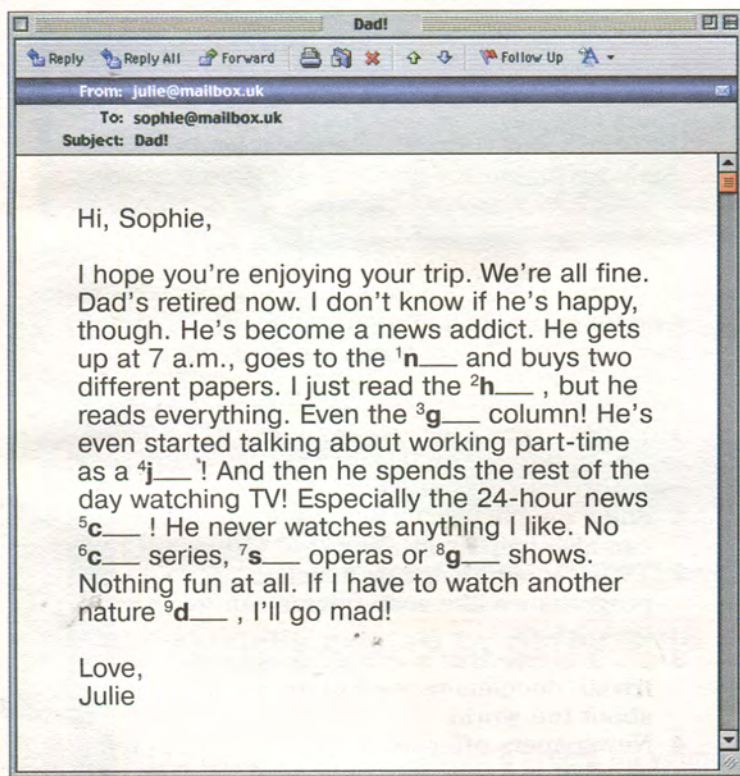 Dad!
Reply Reply All Forward Follow Up A
From: julie@mailbox.uk
To: sophie@mailbox.uk
Subject: Dad!
Hi, Sophie,
I hope you're enjoying your trip. We're all fine.
Dad's retired now. I don't know if he's happy,
though. He's become a news addict. He gets
up at 7 a.m., goes to the ¹n___ and buys two
different papers. I just read the ²h___ , but he
reads everything. Even the ³g___ column! He's
even started talking about working part-time
as a ⁴j___ ! And then he spends the rest of the
day watching TV! Especially the 24-hour news
⁵c___ ! He never watches anything I like. No
⁶c___ series, ⁷s___ operas or ⁸g___ shows.
Nothing fun at all. If I have to watch another
nature ⁹d___ , I'll go mad!
Love,
Julie